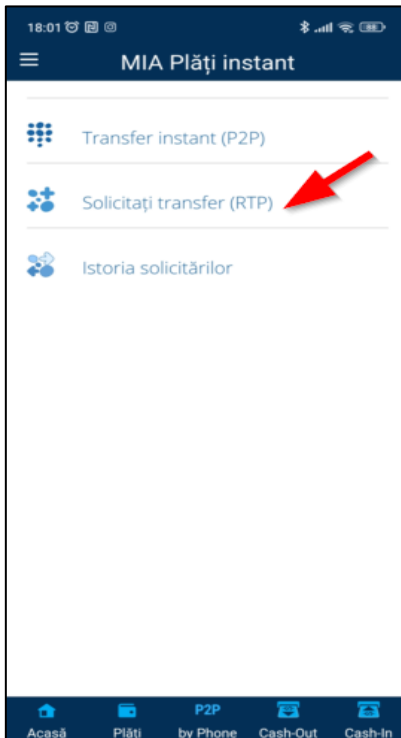 18:01
88
MIA Plăți instant
Transfer instant (P2P)
Solicitați transfer (RTP)
Istoria solicitărilor
P2P
Acasă Plăți by Phone Cash-Out Cash-In